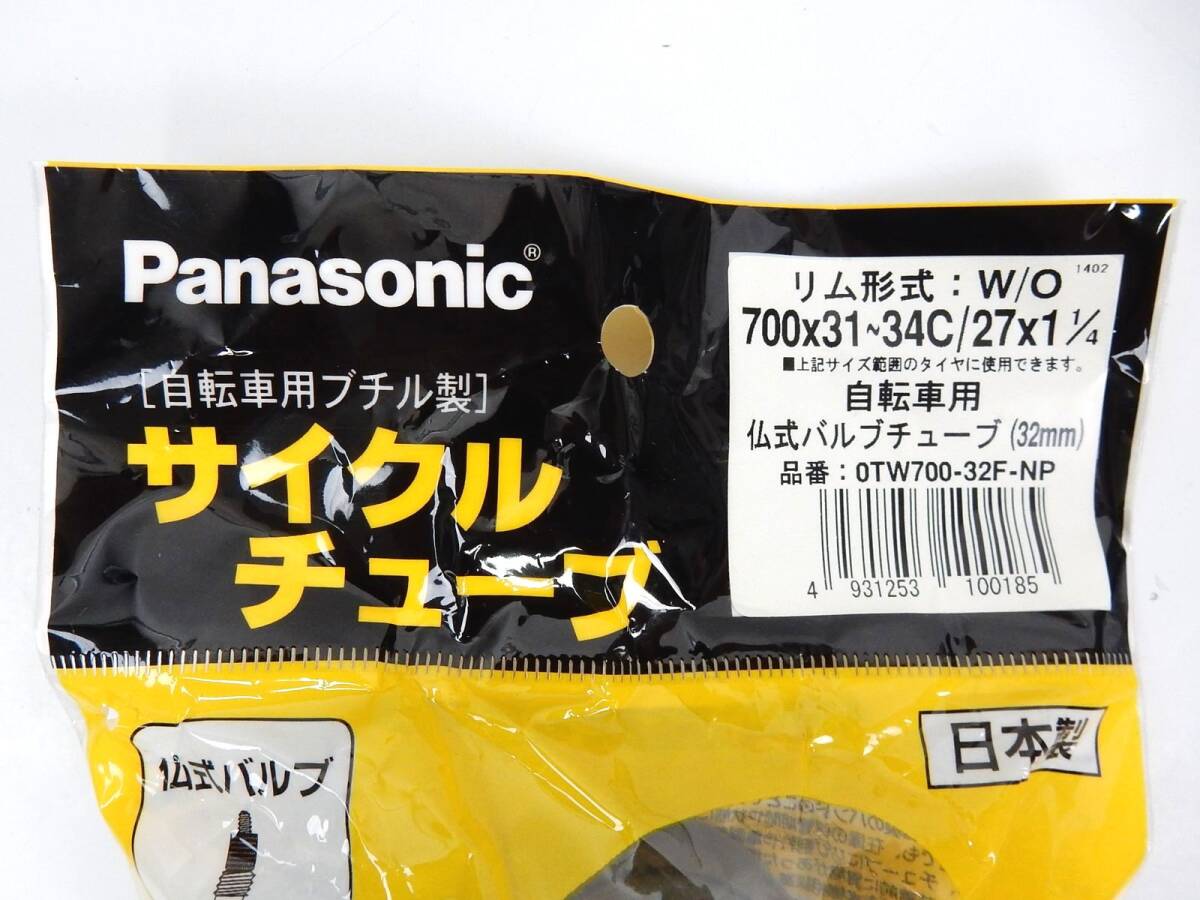 Panasonic®
[自転車用ブチル製]
サイクル
チューブ
1402
リム形式：W/O
700x31~34C/27x1 1/4
■上記サイズ範囲のタイヤに使用できます。
自転車用
仏式バルブチューブ(32mm)
品番：0TW700-32F-NP
4 931253 100185
日本製
仏式バルブ